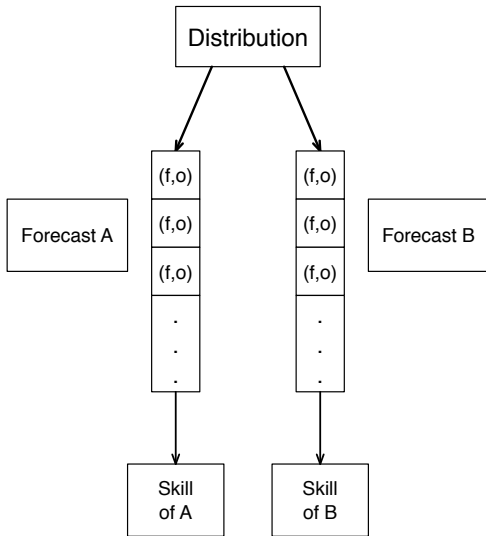 Distribution
(f,o) (f,o)
Forecast A (f,o) (f,o) Forecast B
(f,o) (f,o)
. .
. .
. .
Skill Skill
of A of B